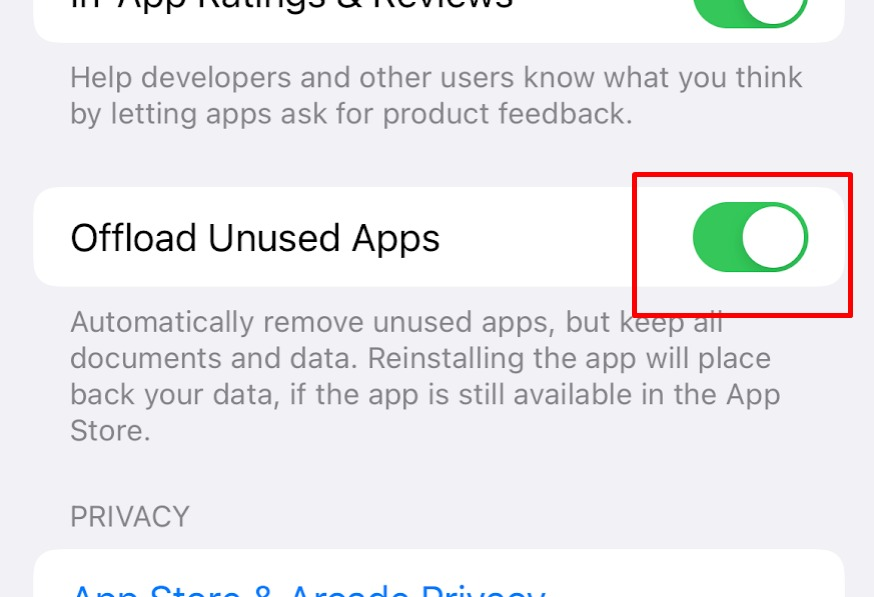 In-App Ratings & Reviews
Help developers and other users know what you think
by letting apps ask for product feedback.
Offload Unused Apps
Automatically remove unused apps, but keep all
documents and data. Reinstalling the app will place
back your data, if the app is still available in the App
Store.
PRIVACY
App Store & Arcade Privacy